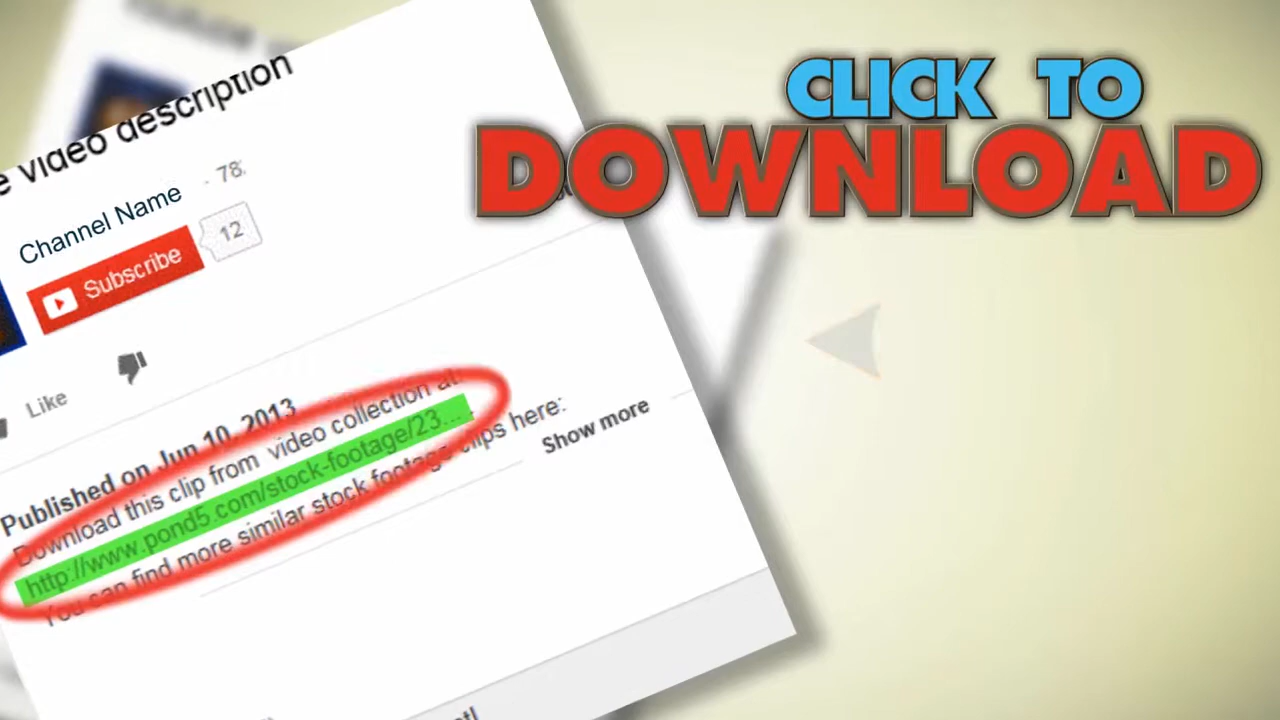 CLICK TO
DOWNLOAD
e video description
Channel Name
Subscribe
12
Like
Published on Jun 10, 2013
Download this clip from video collection at
http://www.pond5.com/stock-footage/23...
You can find more similar stock footage clips here:
Show more